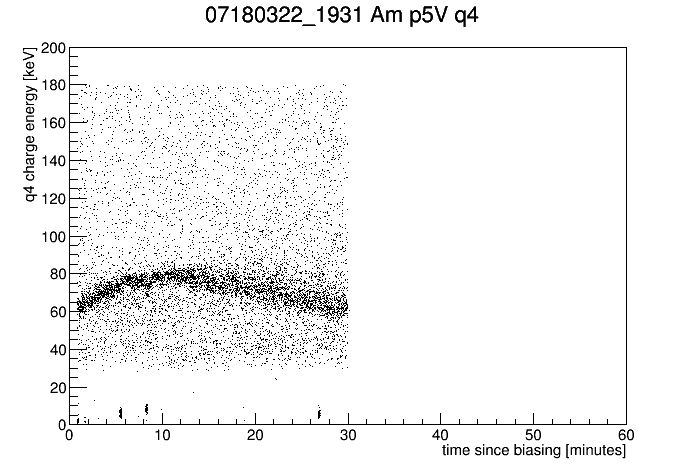 07180322_1931 Am p5V q4
q4 charge energy [keV]
200
180
160
140
120
100
80
60
40
20
0
0 10 20 30 40 50 60
time since biasing [minutes]